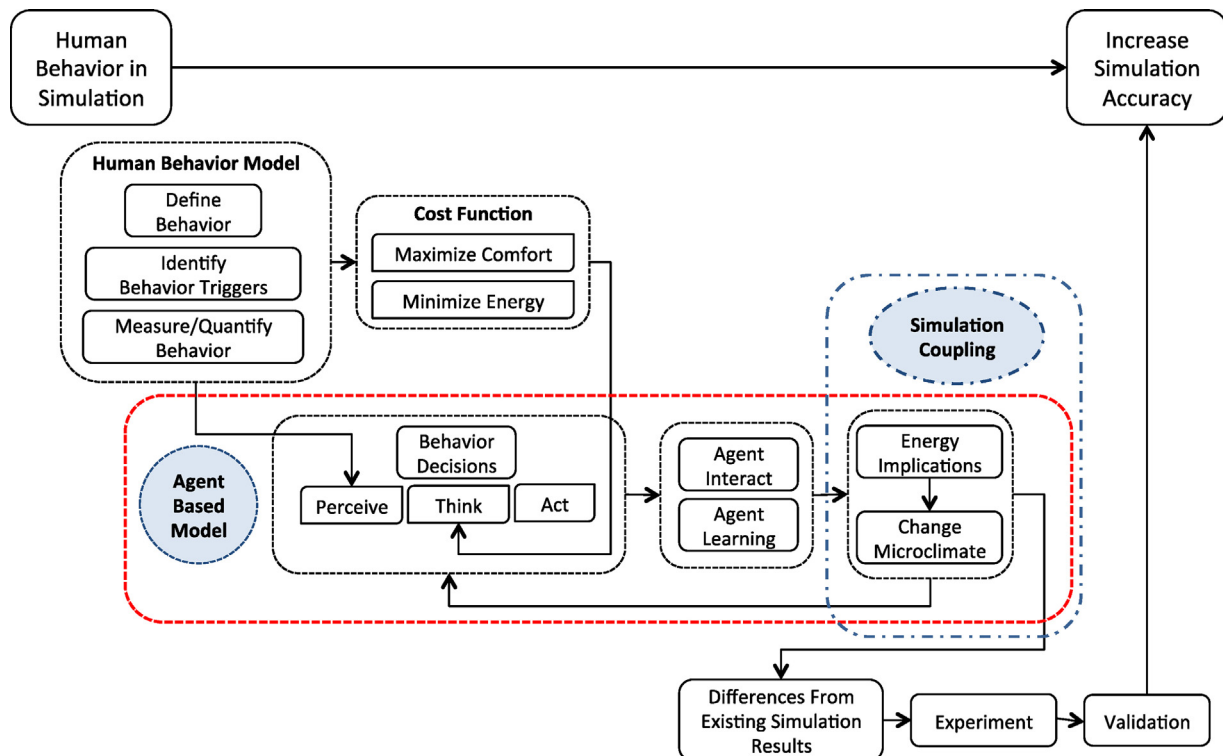 Human
Behavior in
Simulation
Increase
Simulation
Accuracy
Human Behavior Model
Define
Behavior
Identify
Behavior Triggers
Measure/Quantify
Behavior
Cost Function
Maximize Comfort
Minimize Energy
Simulation
Coupling
Agent
Based
Model
Behavior
Decisions
Perceive
Think
Act
Agent
Interact
Agent
Learning
Energy
Implications
Change
Microclimate
Differences From
Existing Simulation
Results
Experiment
Validation